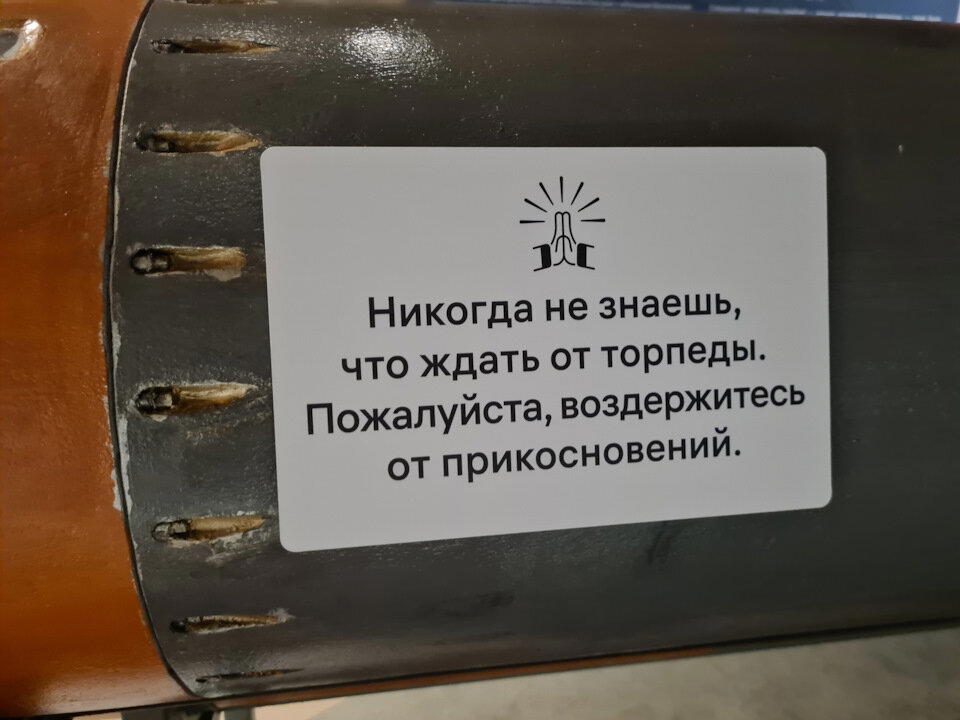 Никогда не знаешь,
что ждать от торпеды.
Пожалуйста, воздержитесь
от прикосновений.